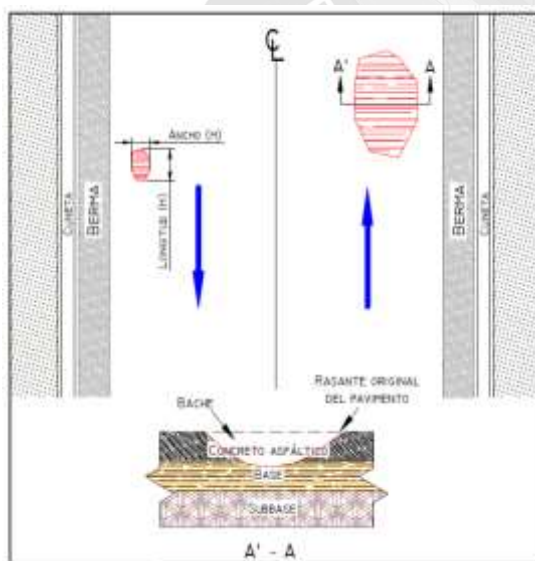 CL
A' A
ANCHO (M)
LONGITUD (M)
CUNETA
BERMA
BERMA
CUNETA
RASANTE ORIGINAL
DEL PAVIMENTO
BACHE
CONCRETO ASFÁLTICO
BASE
SUBBASE
A' - A